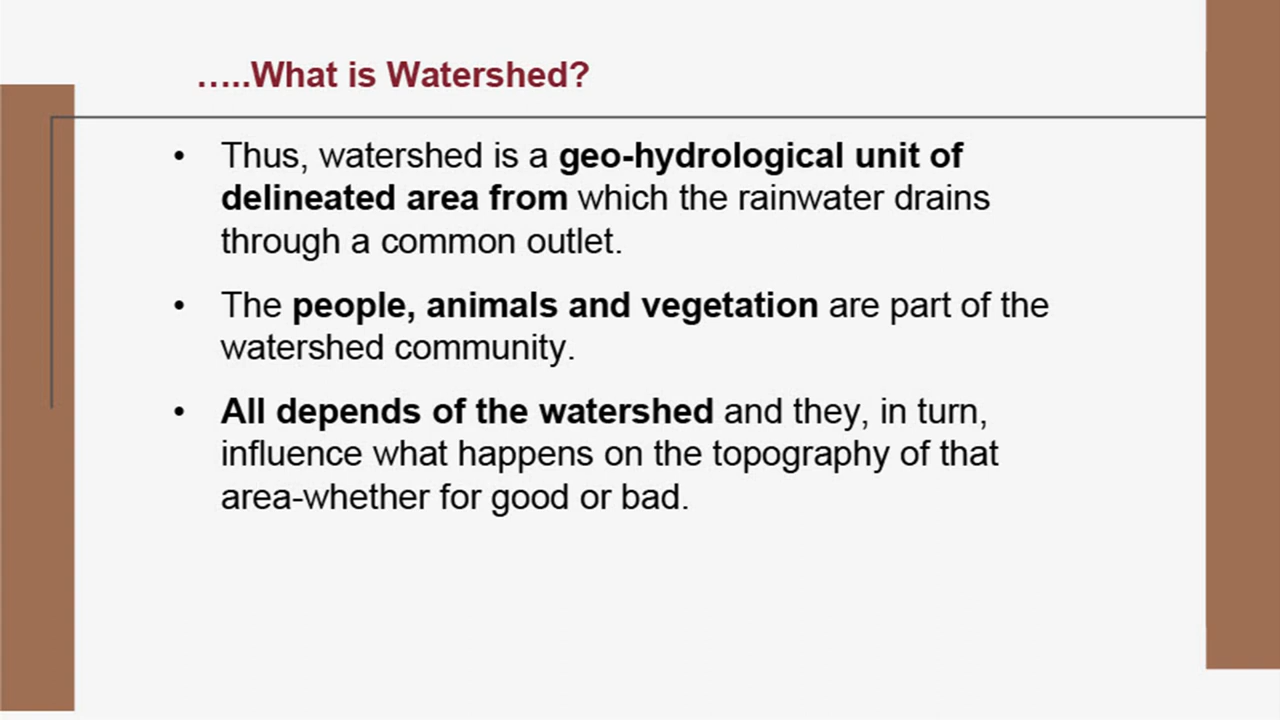 …..What is Watershed?
• Thus, watershed is a geo-hydrological unit of
delineated area from which the rainwater drains
through a common outlet.
• The people, animals and vegetation are part of the
watershed community.
• All depends of the watershed and they, in turn,
influence what happens on the topography of that
area-whether for good or bad.